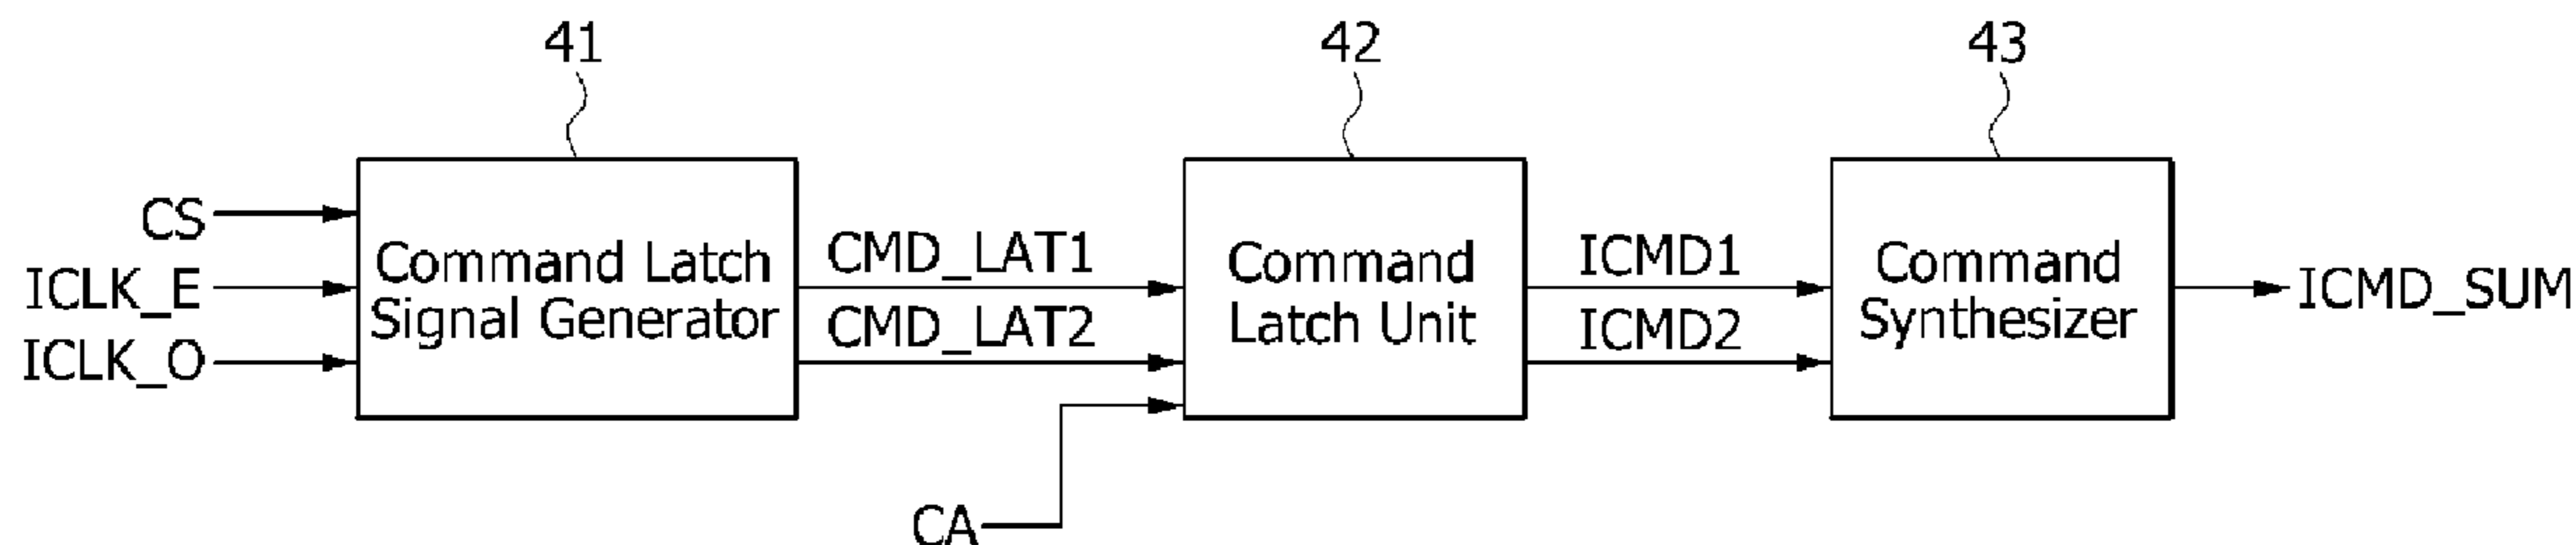 41
42
43
CS
ICLK_E
ICLK_O
Command Latch
Signal Generator
CMD_LAT1
CMD_LAT2
CA
Command
Latch Unit
ICMD1
ICMD2
Command
Synthesizer
ICMD_SUM